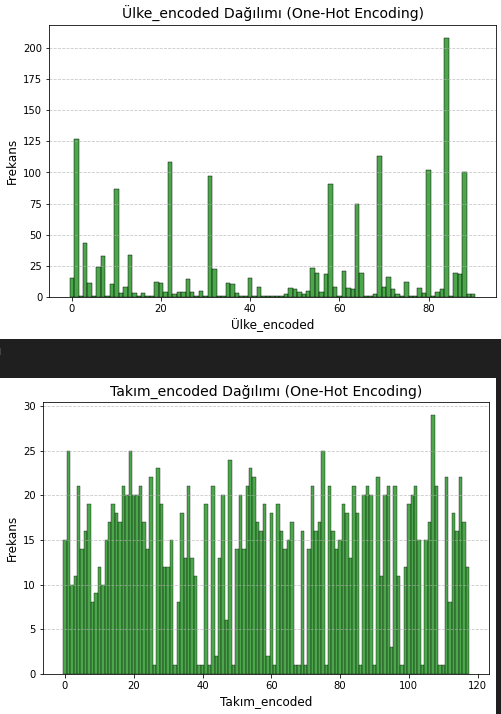 Ülke_encoded Dağılımı (One-Hot Encoding)
200
175
150
125
100
75
50
25
0
Frekans
0 20 40 60 80
Ülke_encoded
Takım_encoded Dağılımı (One-Hot Encoding)
30
25
20
15
10
5
0
Frekans
0 20 40 60 80 100 120
Takım_encoded